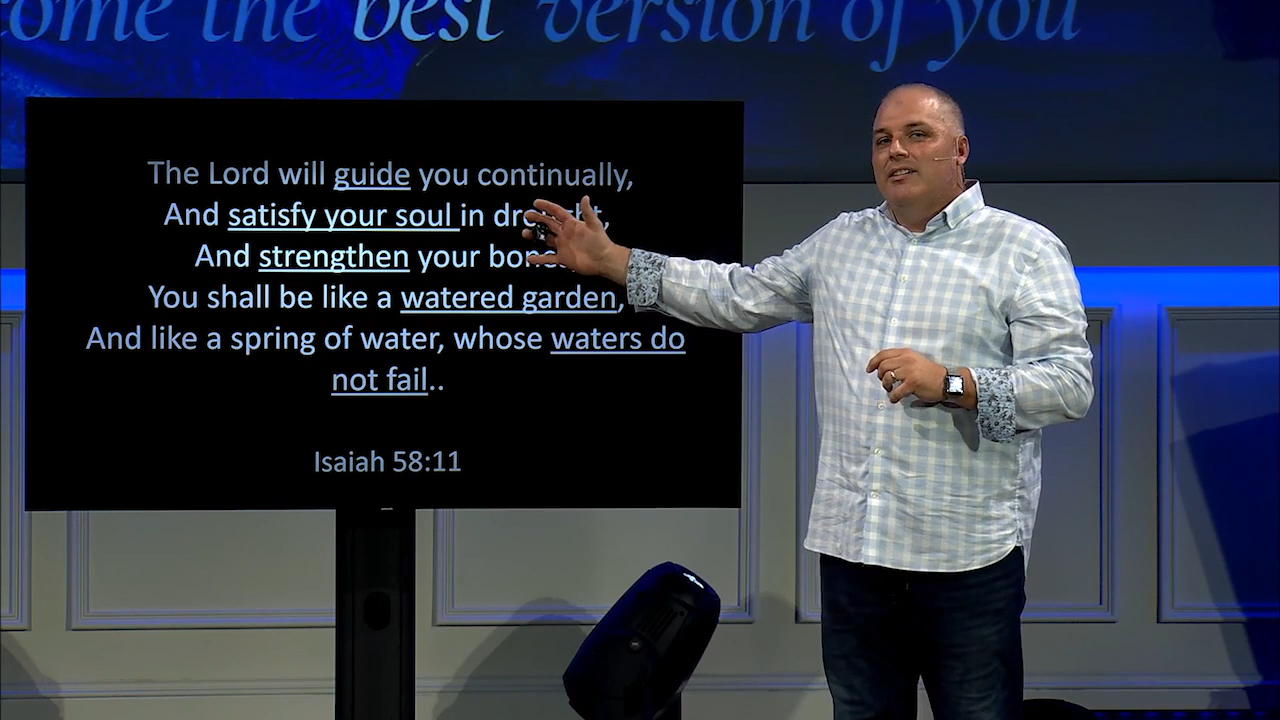 ome the best version of you
The Lord will guide you continually,
And satisfy your soul in
And strengthen your
You shall be like a watered garden,
And like a spring of water, whose waters do
not fail..
Isaiah 58:11